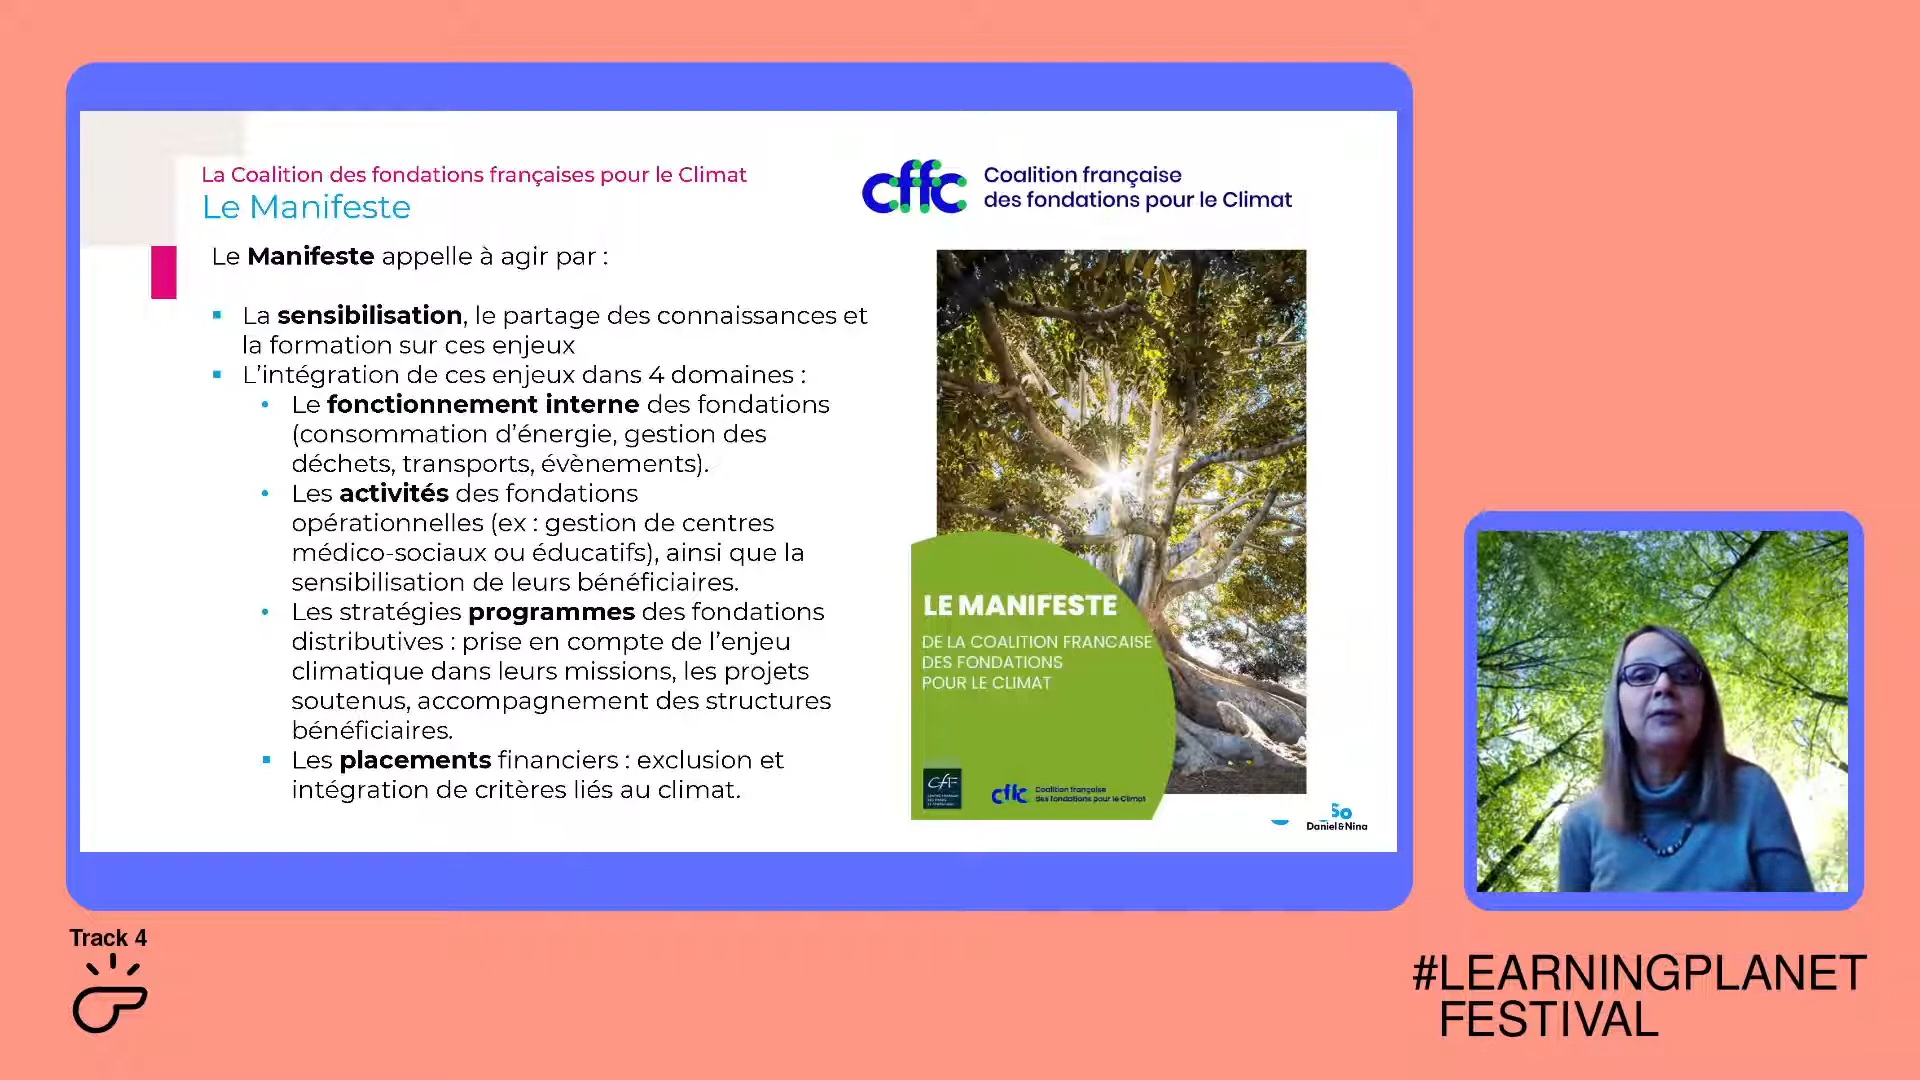 La Coalition des fondations françaises pour le Climat
Le Manifeste
cffc
Coalition française
des fondations pour le Climat
Le Manifeste appelle à agir par :
La sensibilisation, le partage des connaissances et
la formation sur ces enjeux
L’intégration de ces enjeux dans 4 domaines :
Le fonctionnement interne des fondations
(consommation d’énergie, gestion des
déchets, transports, évènements).
Les activités des fondations
opérationnelles (ex : gestion de centres
médico-sociaux ou éducatifs), ainsi que la
sensibilisation de leurs bénéficiaires.
Les stratégies programmes des fondations
distributives : prise en compte de l’enjeu
climatique dans leurs missions, les projets
soutenus, accompagnement des structures
bénéficiaires.
Les placements financiers : exclusion et
intégration de critères liés au climat.
LE MANIFESTE
DE LA COALITION FRANCAISE
DES FONDATIONS
POUR LE CLIMAT
CFF
cffc
Coalition française
des fondations pour le Climat
So
Daniel&Nina
Track 4
#LEARNINGPLANET
FESTIVAL